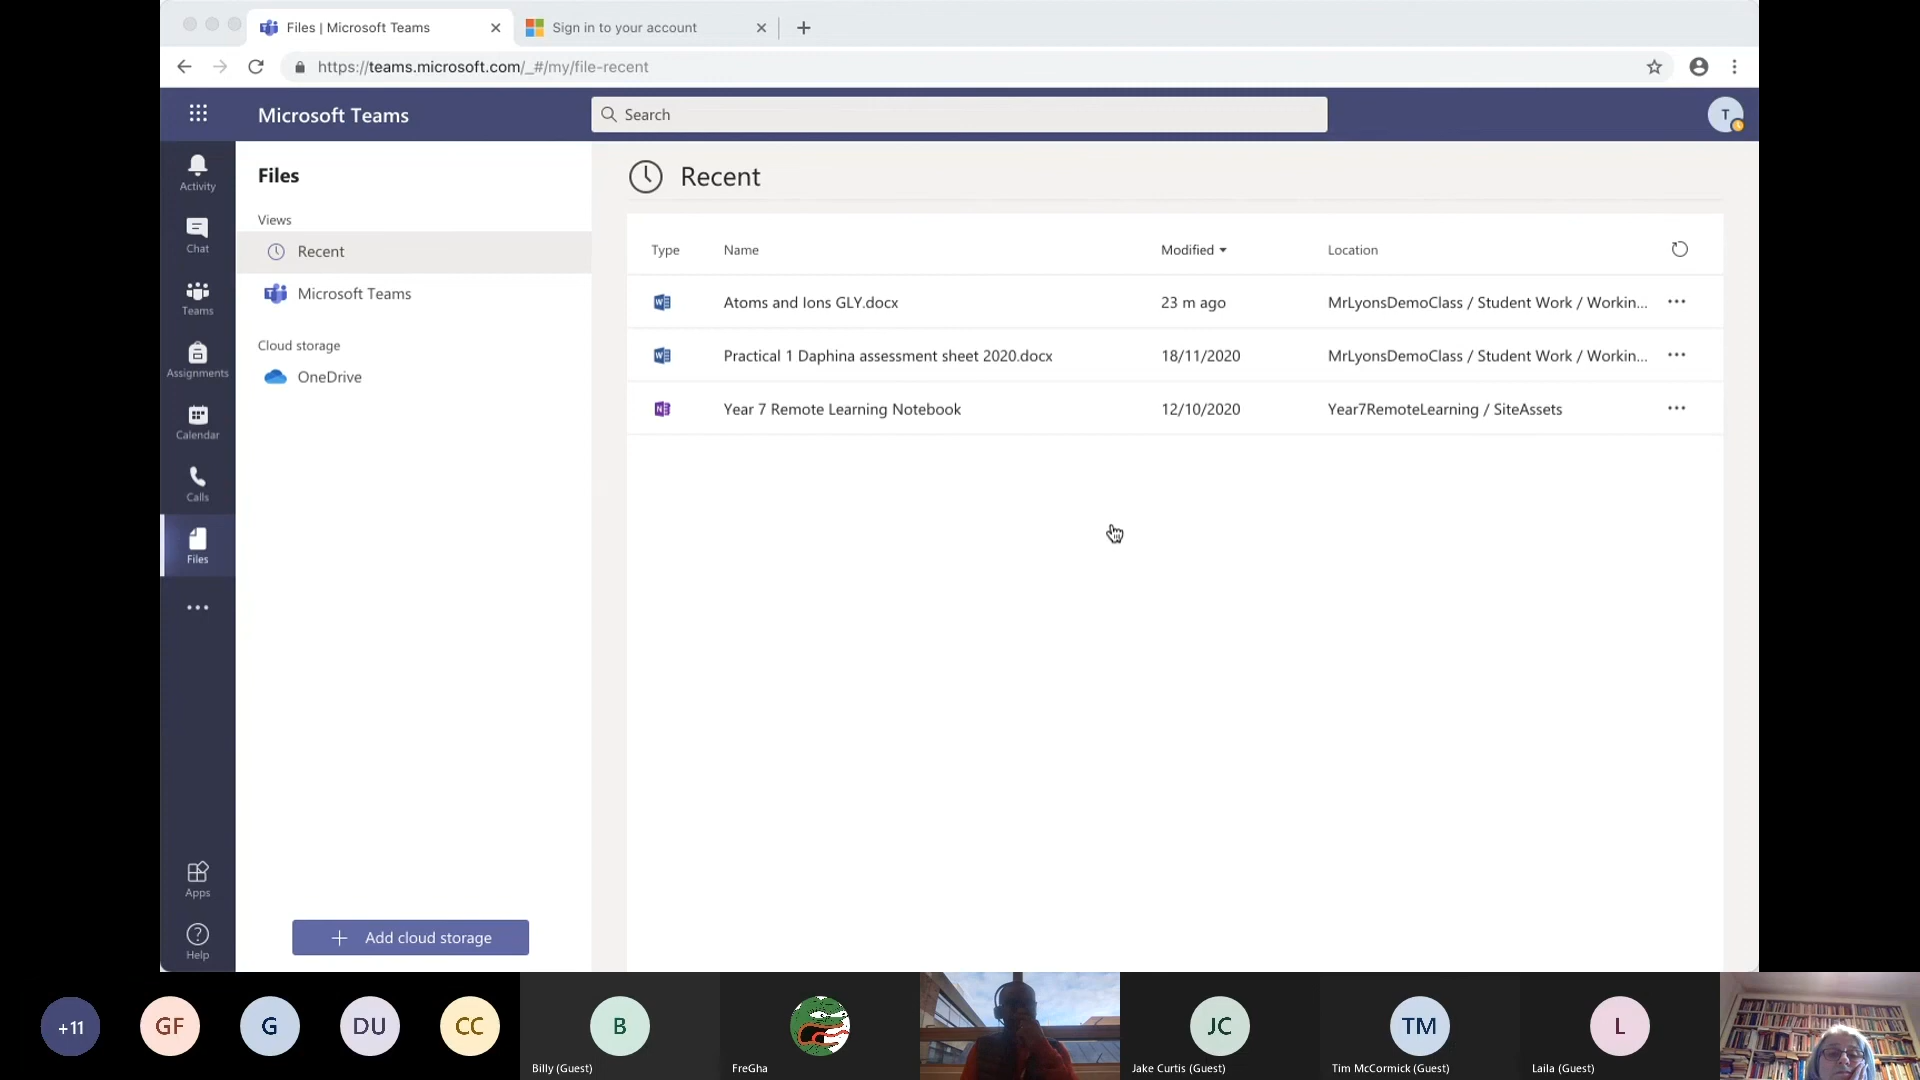 Files | Microsoft Teams
Sign in to your account
https://teams.microsoft.com/_#/my/file-recent
Microsoft Teams
Search
T
Activity
Chat
Teams
Assignments
Calendar
Calls
Files
Apps
Help
Files
Views
Recent
Microsoft Teams
Cloud storage
OneDrive
Add cloud storage
Recent
Type Name Modified Location
Atoms and Ions GLY.docx 23 m ago MrLyonsDemoClass / Student Work / Workin...
Practical 1 Daphina assessment sheet 2020.docx 18/11/2020 MrLyonsDemoClass / Student Work / Workin...
Year 7 Remote Learning Notebook 12/10/2020 Year7RemoteLearning / SiteAssets
+11 GF G DU CC B JC TM L
Billy (Guest) FreGha Jake Curtis (Guest) Tim McCormick (Guest) Laila (Guest)